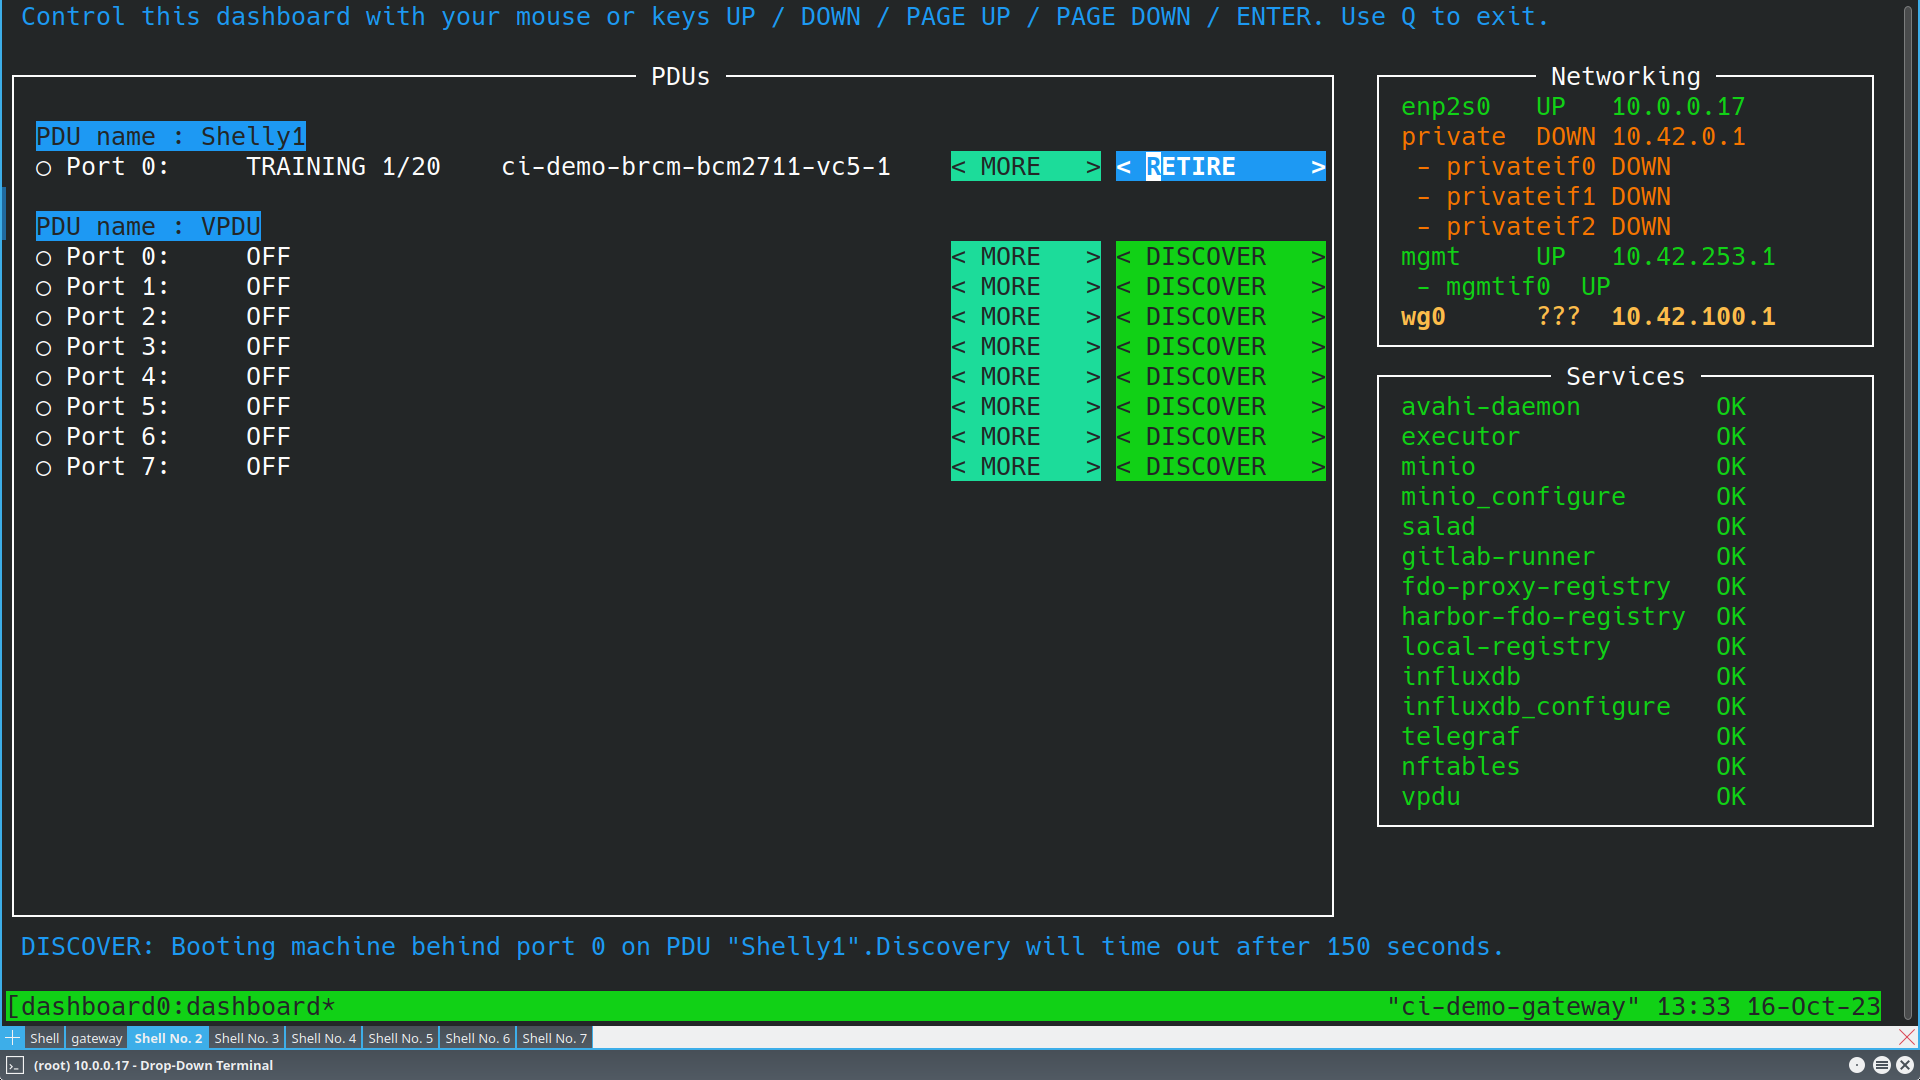 Control this dashboard with your mouse or keys UP / DOWN / PAGE UP / PAGE DOWN / ENTER. Use Q to exit.
PDUs
PDU name : Shelly1
○ Port 0: TRAINING 1/20 ci-demo-brcm-bcm2711-vc5-1 < MORE > < RETIRE >
PDU name : VPDU
○ Port 0: OFF < MORE > < DISCOVER >
○ Port 1: OFF < MORE > < DISCOVER >
○ Port 2: OFF < MORE > < DISCOVER >
○ Port 3: OFF < MORE > < DISCOVER >
○ Port 4: OFF < MORE > < DISCOVER >
○ Port 5: OFF < MORE > < DISCOVER >
○ Port 6: OFF < MORE > < DISCOVER >
○ Port 7: OFF < MORE > < DISCOVER >
Networking
enp2s0 UP 10.0.0.17
private DOWN 10.42.0.1
- privateif0 DOWN
- privateif1 DOWN
- privateif2 DOWN
mgmt UP 10.42.253.1
- mgmtif0 UP
wg0 ??? 10.42.100.1
Services
avahi-daemon OK
executor OK
minio OK
minio_configure OK
salad OK
gitlab-runner OK
fdo-proxy-registry OK
harbor-fdo-registry OK
local-registry OK
influxdb OK
influxdb_configure OK
telegraf OK
nftables OK
vpdu OK
DISCOVER: Booting machine behind port 0 on PDU "Shelly1".Discovery will time out after 150 seconds.
[dashboard0:dashboard* "ci-demo-gateway" 13:33 16-Oct-23
Shell gateway Shell No. 2 Shell No. 3 Shell No. 4 Shell No. 5 Shell No. 6 Shell No. 7
(root) 10.0.0.17 - Drop-Down Terminal